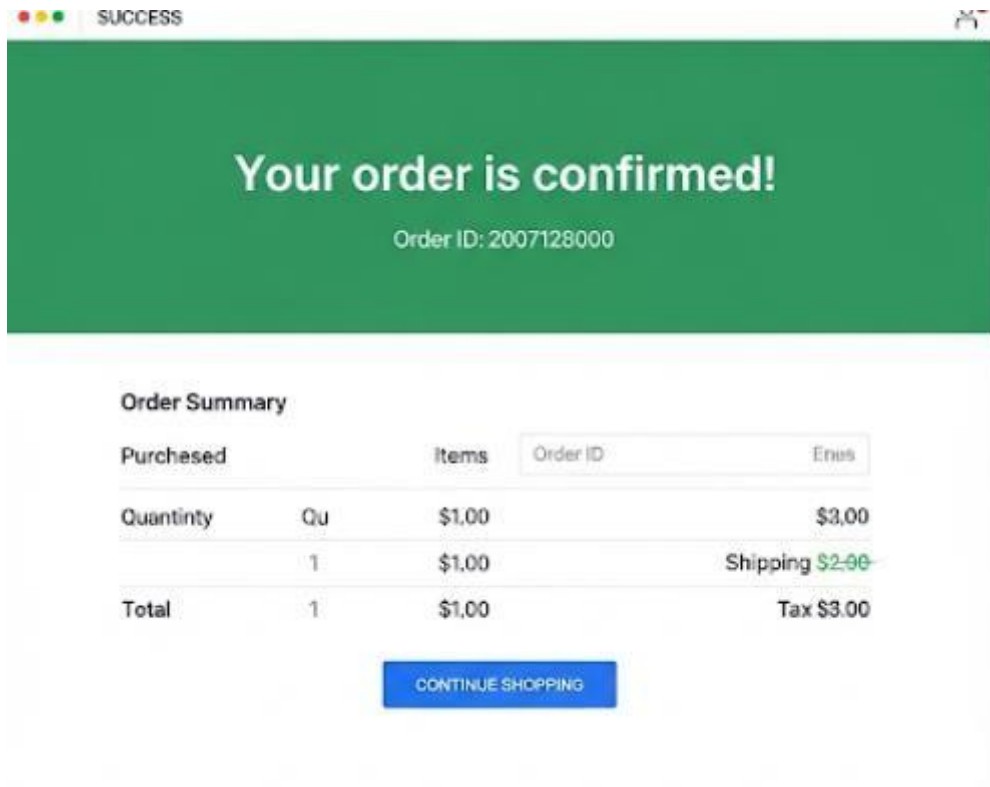 SUCCESS
Your order is confirmed!
Order ID: 2007128000
Order Summary
Purchesed Items Order ID Enes
Quantinty Qu $1,00 $3,00
1 $1,00 Shipping $2,00
Total 1 $1,00 Tax $3.00
CONTINUE SHOPPING